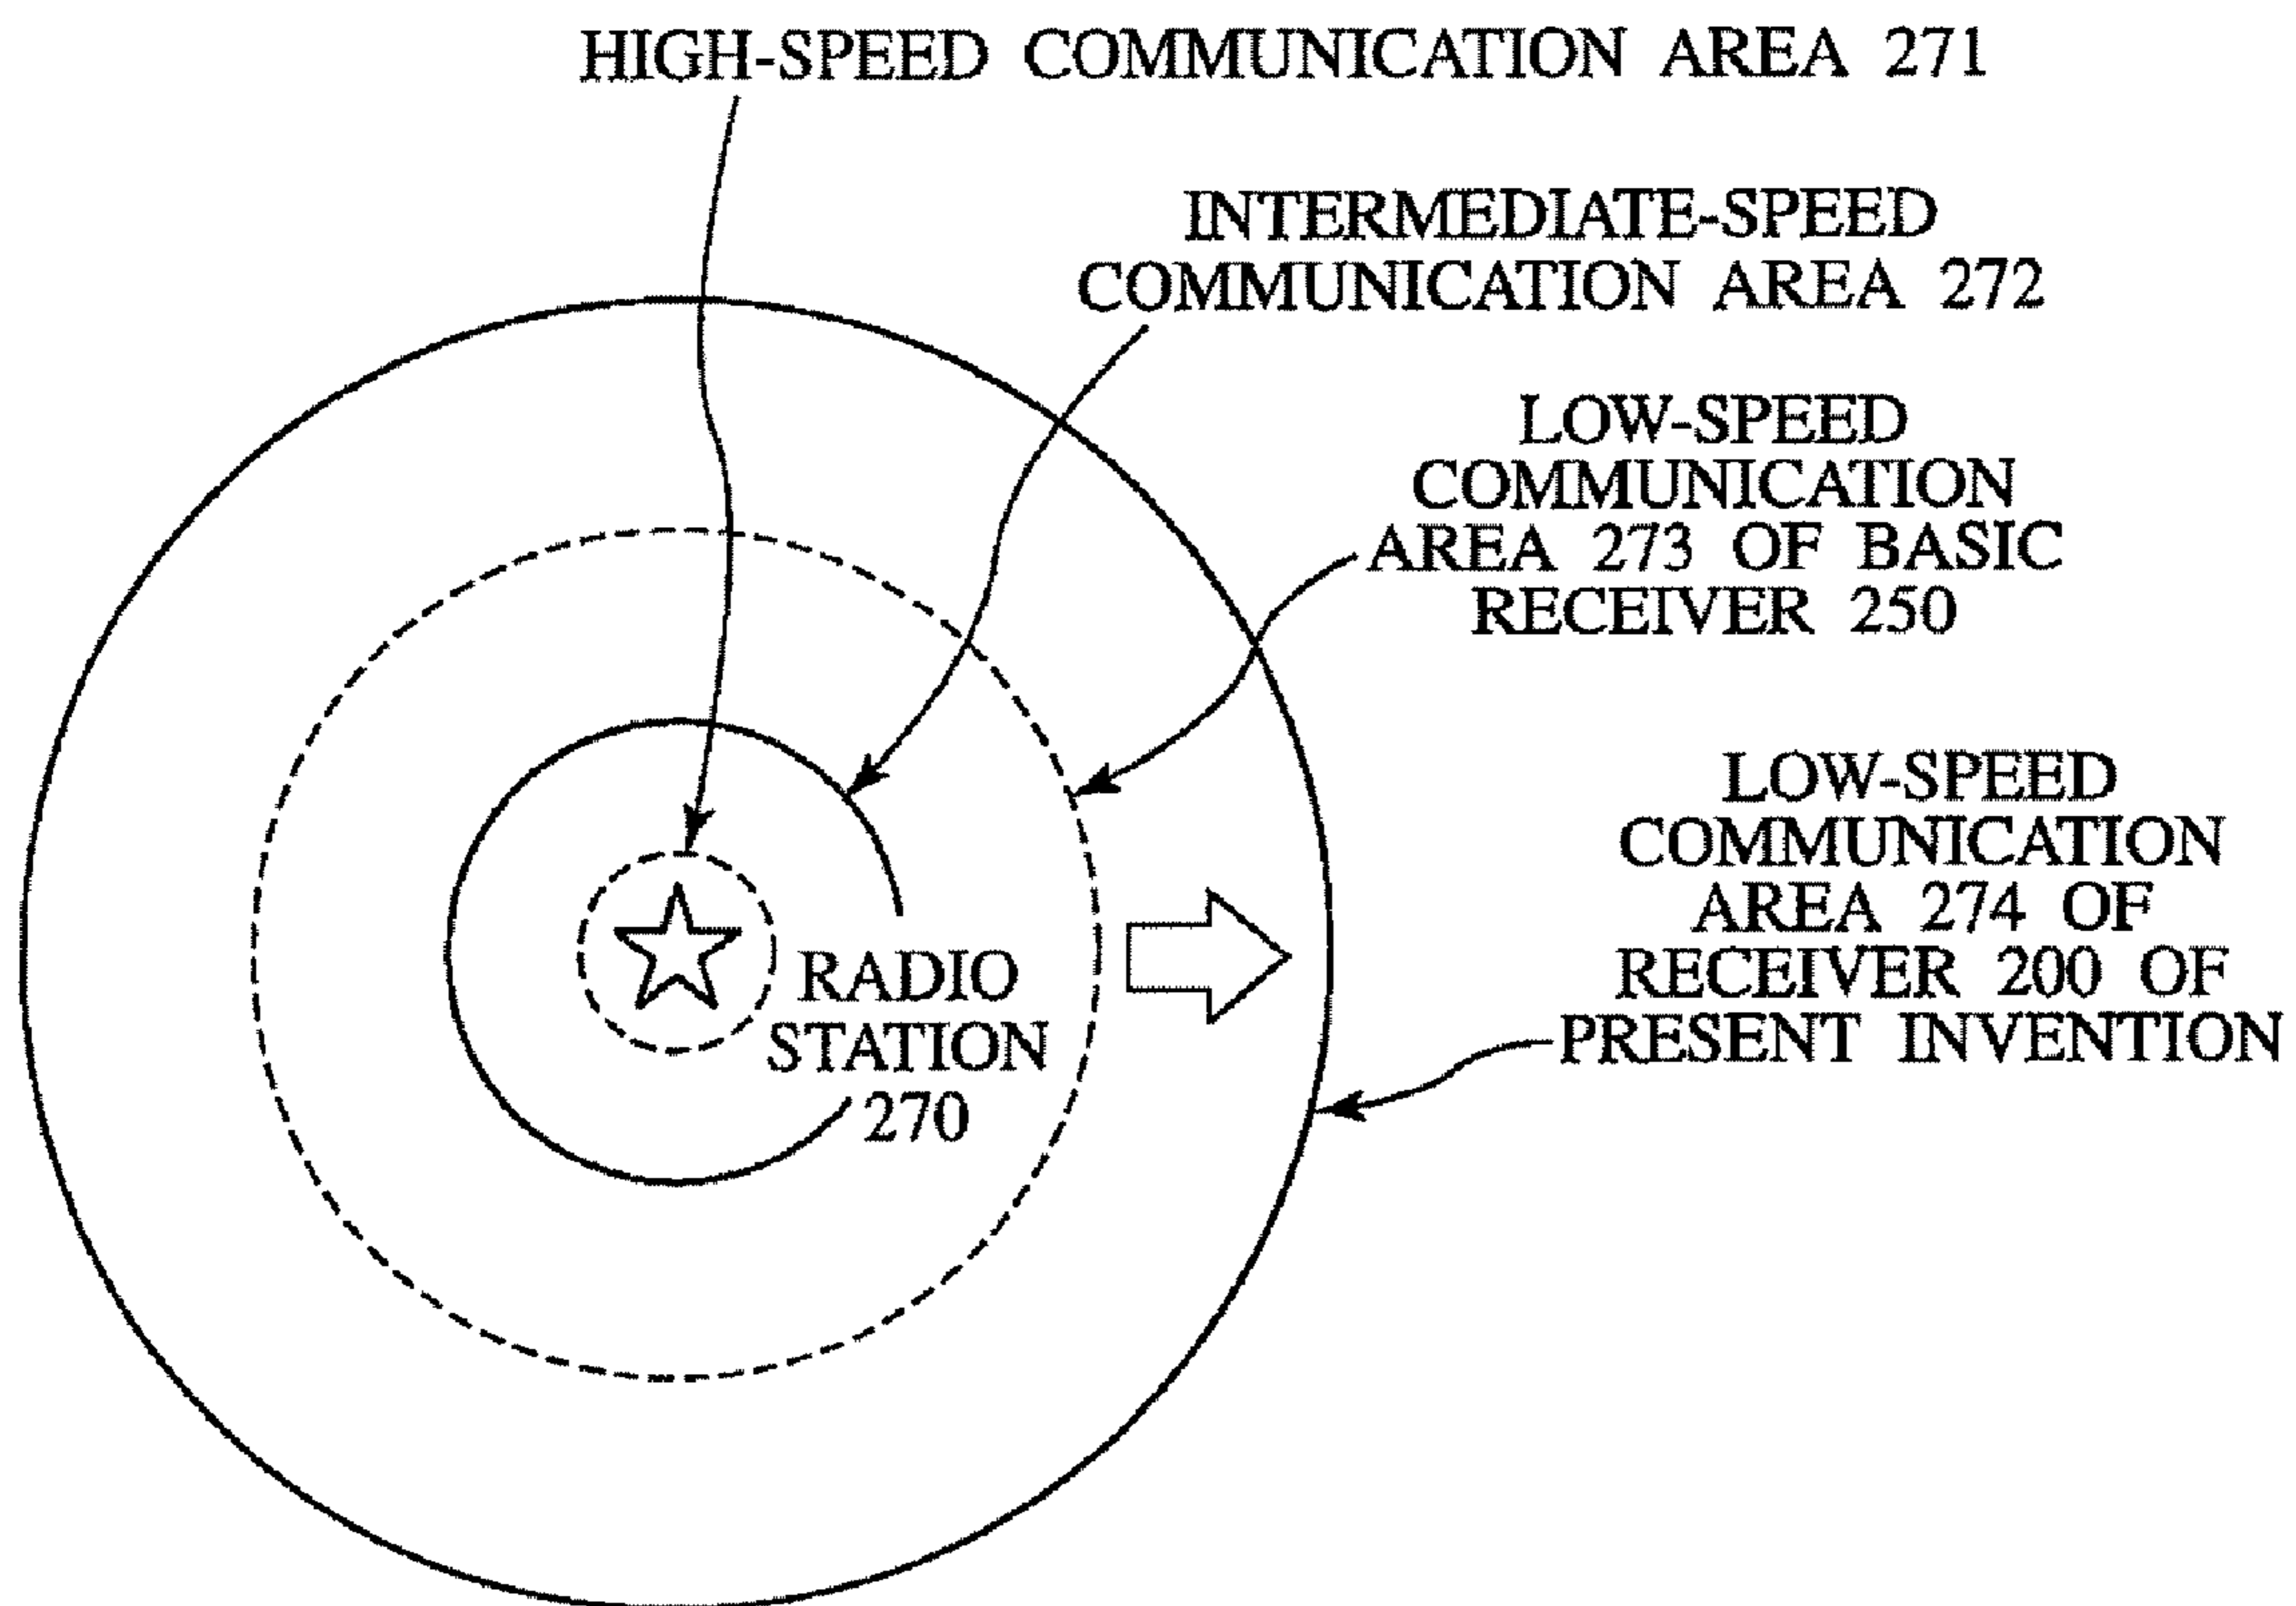 HIGH-SPEED COMMUNICATION AREA 271
INTERMEDIATE-SPEED
COMMUNICATION AREA 272
LOW-SPEED
COMMUNICATION
AREA 273 OF BASIC
RECEIVER 250
LOW-SPEED
COMMUNICATION
AREA 274 OF
RECEIVER 200 OF
PRESENT INVENTION
RADIO
STATION
270